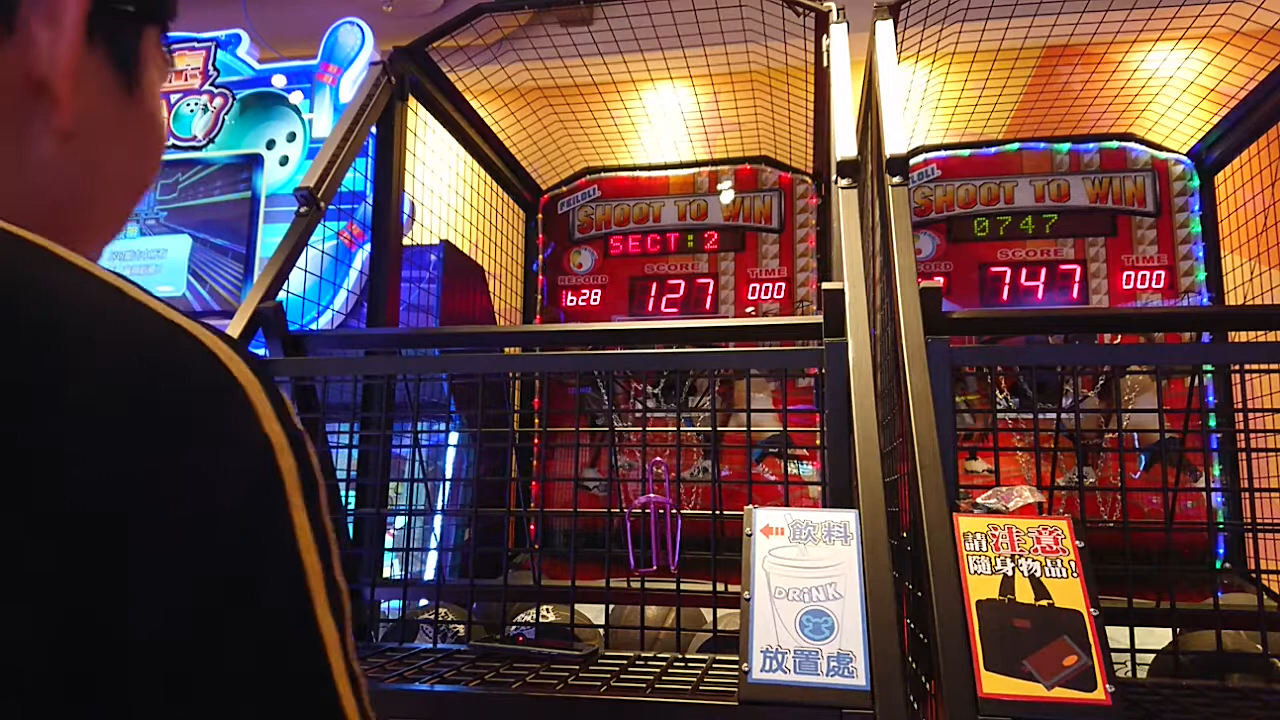 FEILOLI
SHOOT TO WIN
SECT:2
RECORD
SCORE
TIME
1628
127
000
SHOOT TO WIN
0747
SCORE
TIME
747
000
飲料
DRINK
放置處
請注意
隨身物品!